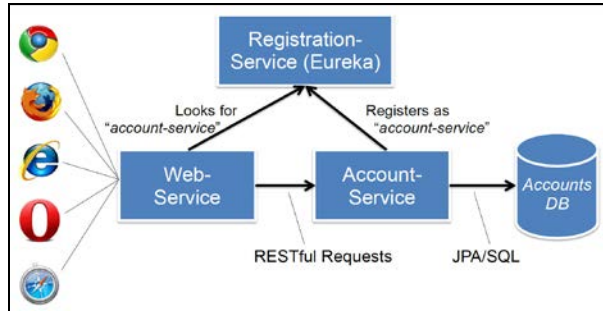 Registration-
Service (Eureka)
Looks for
"account-service"
Registers as
"account-service"
Web-
Service
Account-
Service
Accounts
DB
RESTful Requests
JPA/SQL